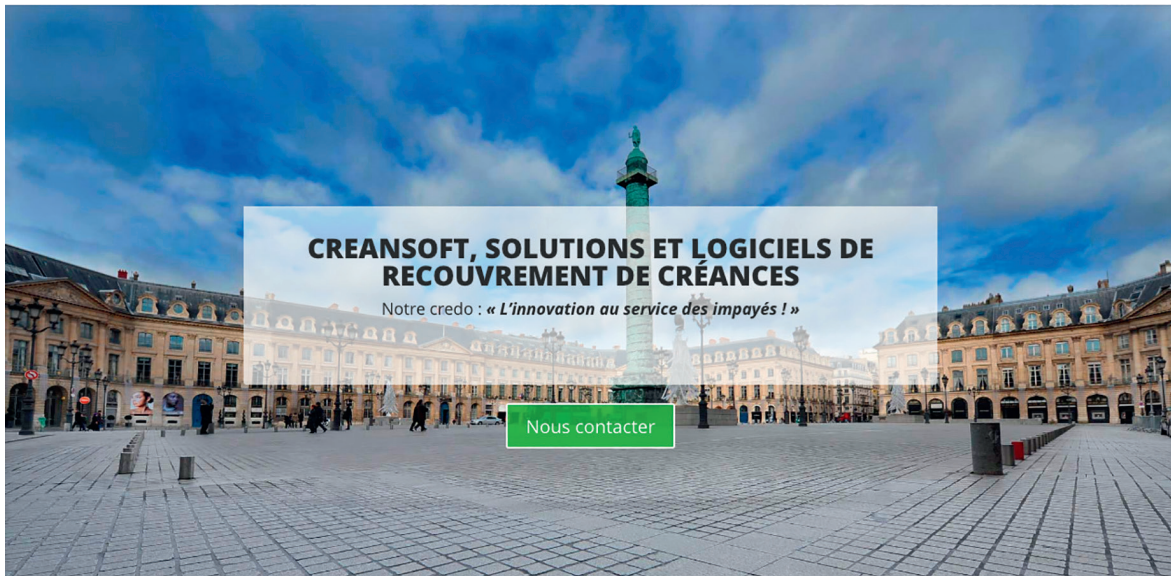 CREANSOFT, SOLUTIONS ET LOGICIELS DE
RECOUVREMENT DE CRÉANCES
Notre credo : « L’innovation au service des impayés ! »
Nous contacter